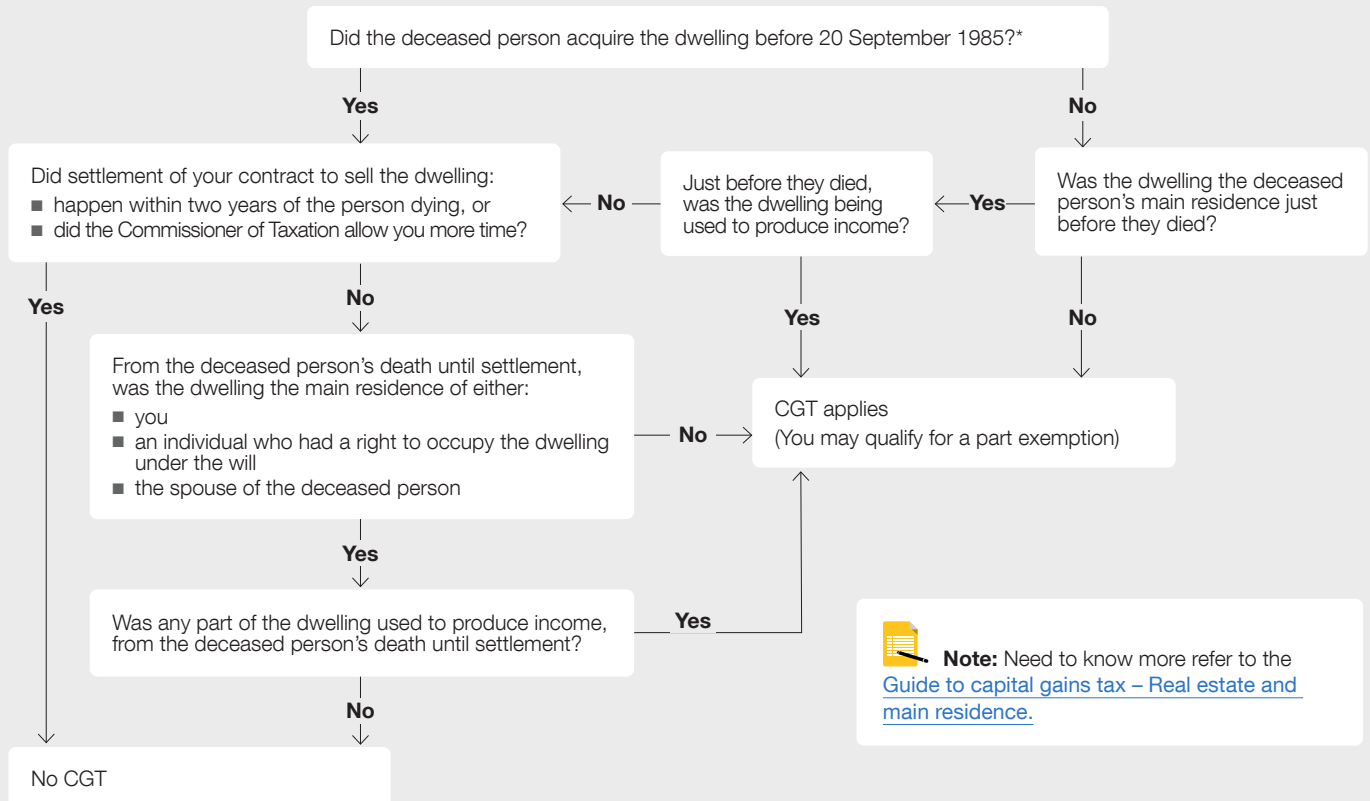 Did the deceased person acquire the dwelling before 20 September 1985?*
Yes
No
Did settlement of your contract to sell the dwelling:
■ happen within two years of the person dying, or
■ did the Commissioner of Taxation allow you more time?
No
Just before they died,
was the dwelling being
used to produce income?
Yes
Was the dwelling the deceased
person's main residence just
before they died?
Yes
No
Yes
No
From the deceased person's death until settlement,
was the dwelling the main residence of either:
■ you
■ an individual who had a right to occupy the dwelling
under the will
■ the spouse of the deceased person
No
CGT applies
(You may qualify for a part exemption)
Yes
Was any part of the dwelling used to produce income,
from the deceased person's death until settlement?
Yes
Note: Need to know more refer to the
Guide to capital gains tax – Real estate and
main residence.
No
No CGT